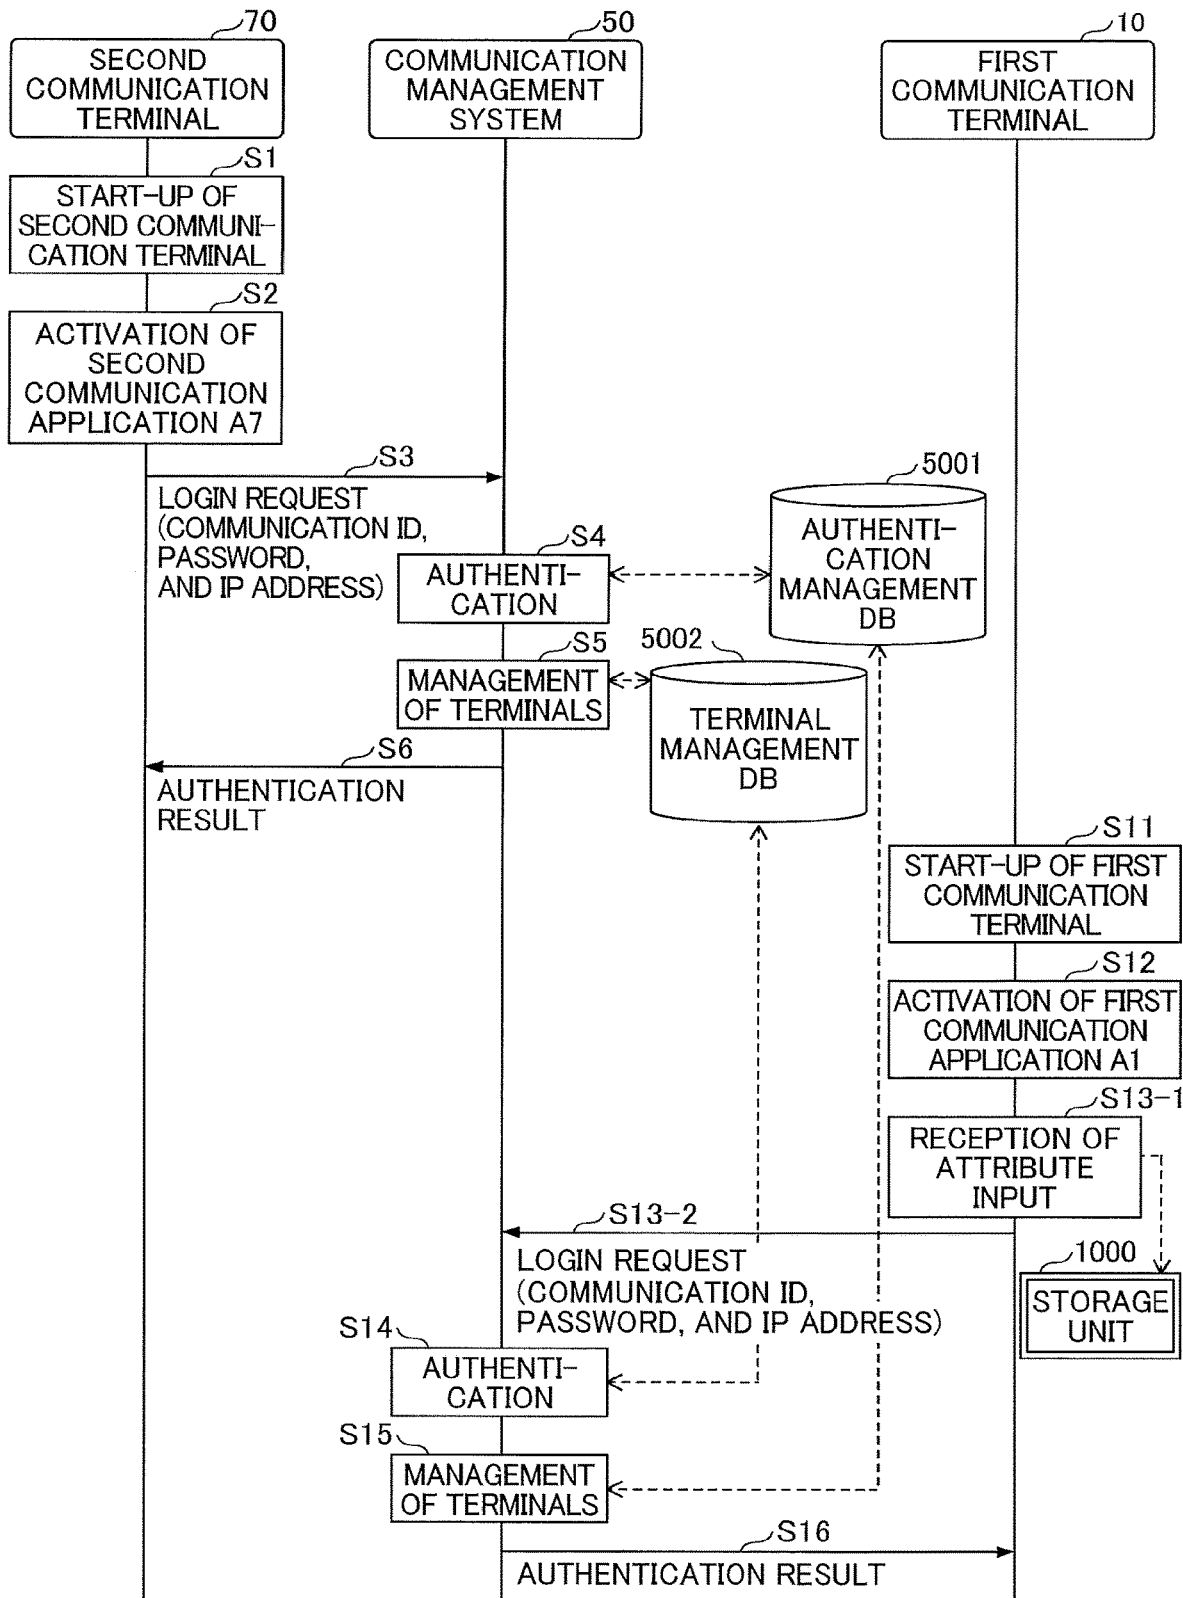 70
SECOND
COMMUNICATION
TERMINAL
50
COMMUNICATION
MANAGEMENT
SYSTEM
10
FIRST
COMMUNICATION
TERMINAL
S1
START-UP OF
SECOND COMMUNI-
CATION TERMINAL
S2
ACTIVATION OF
SECOND
COMMUNICATION
APPLICATION A7
S3
LOGIN REQUEST
(COMMUNICATION ID,
PASSWORD,
AND IP ADDRESS)
5001
AUTHENTI-
CATION
MANAGEMENT
DB
S4
AUTHENTI-
CATION
S5
MANAGEMENT
OF TERMINALS
5002
TERMINAL
MANAGEMENT
DB
S6
AUTHENTICATION
RESULT
S11
START-UP OF FIRST
COMMUNICATION
TERMINAL
S12
ACTIVATION OF FIRST
COMMUNICATION
APPLICATION A1
S13-1
RECEPTION OF
ATTRIBUTE
INPUT
S13-2
LOGIN REQUEST
(COMMUNICATION ID,
PASSWORD, AND IP ADDRESS)
1000
STORAGE
UNIT
S14
AUTHENTI-
CATION
S15
MANAGEMENT
OF TERMINALS
S16
AUTHENTICATION RESULT